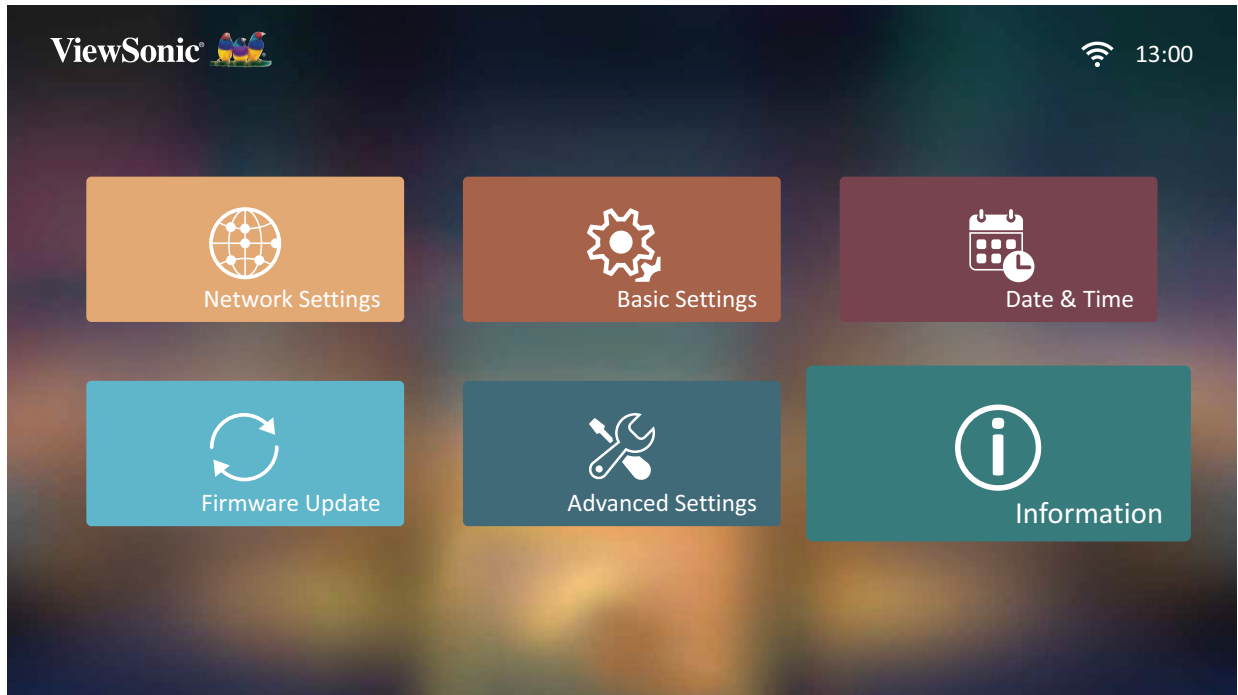 ViewSonic®
13:00
Network Settings
Basic Settings
Date & Time
Firmware Update
Advanced Settings
Information